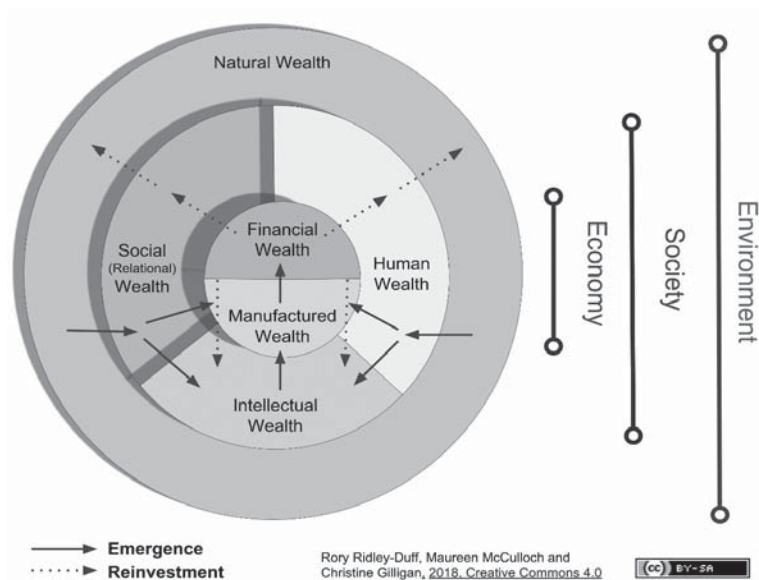 Natural Wealth
Financial
Wealth
Social
(Relational)
Wealth
Human
Wealth
Manufactured
Wealth
Intellectual
Wealth
Economy
Society
Environment
Emergence
Reinvestment
Rory Ridley-Duff, Maureen McCulloch and
Christine Gilligan, 2018. Creative Commons 4.0
cc BY-SA